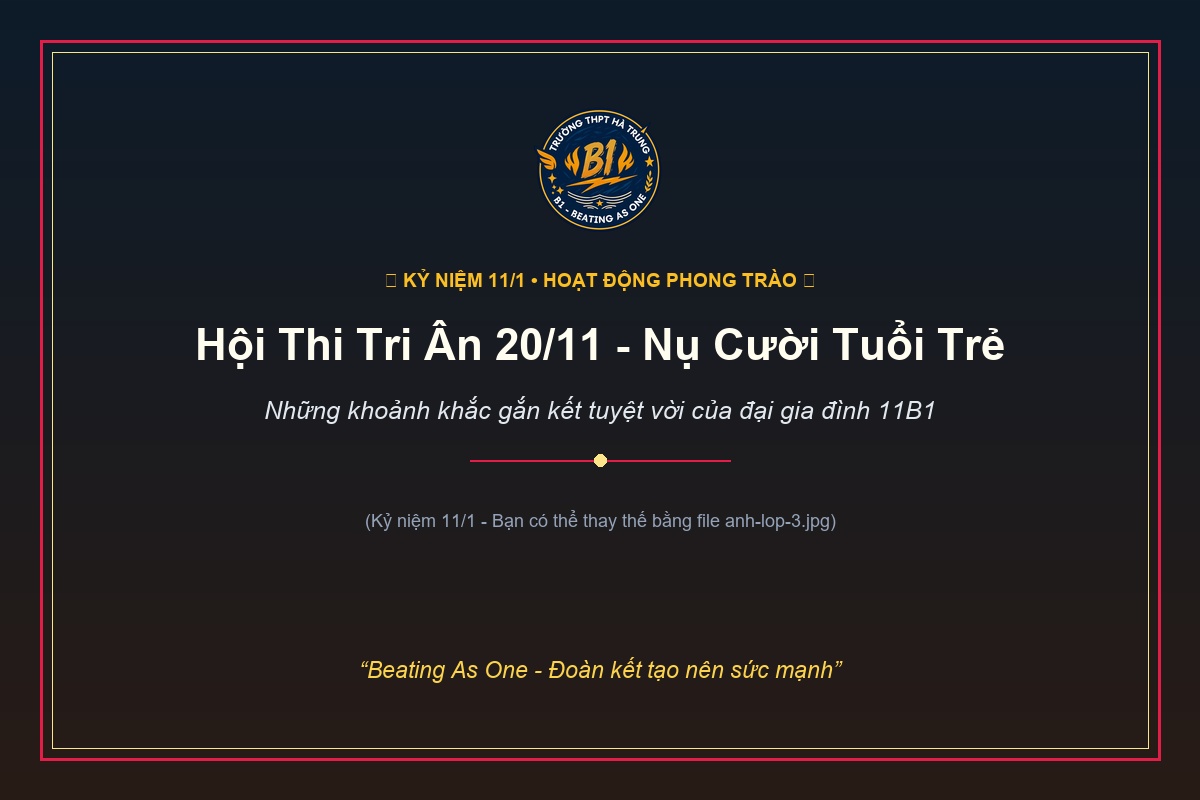 TRƯỜNG THPT HÀ TRUNG
B1
B1 - BEATING AS ONE
KỶ NIỆM 11/1 • HOẠT ĐỘNG PHONG TRÀO
Hội Thi Tri Ân 20/11 - Nụ Cười Tuổi Trẻ
Những khoảnh khắc gắn kết tuyệt vời của đại gia đình 11B1
(Kỷ niệm 11/1 - Bạn có thể thay thế bằng file anh-lop-3.jpg)
“Beating As One - Đoàn kết tạo nên sức mạnh”